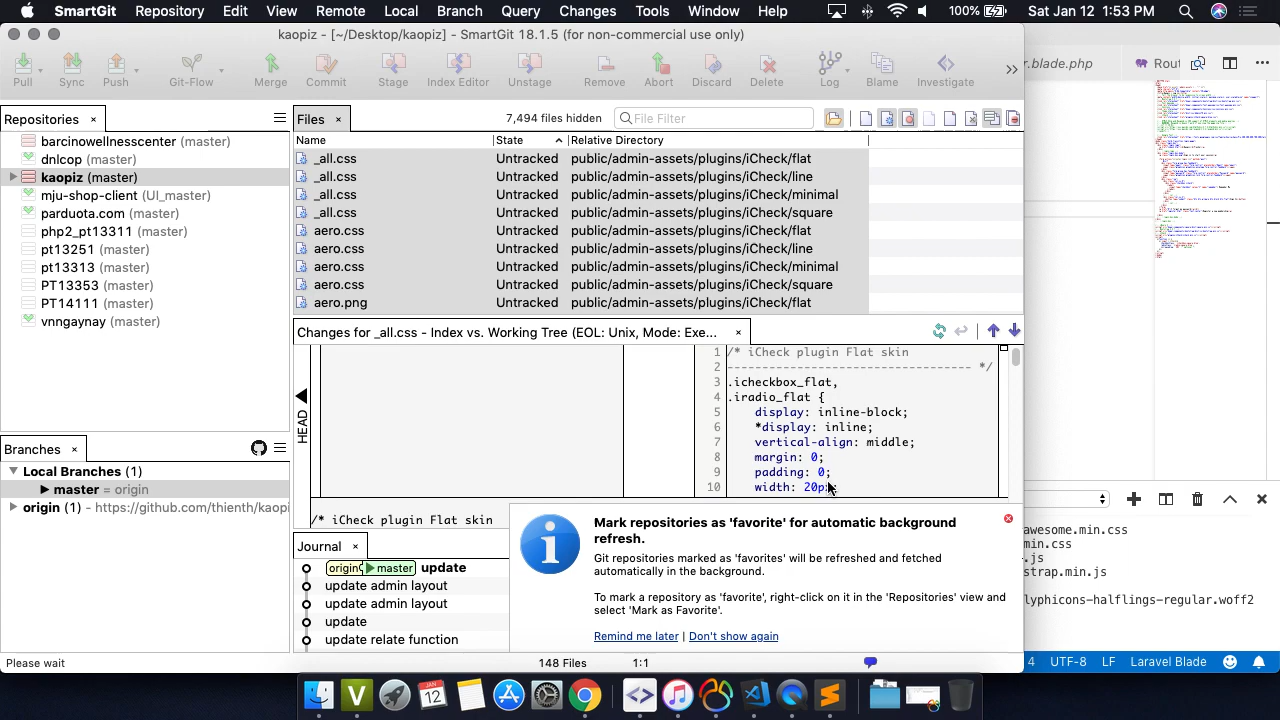 SmartGit Repository Edit View Remote Local Branch Query Changes Tools Window Help 100% Sat Jan 12 1:53 PM
kaopiz - [~/Desktop/kaopiz] - SmartGit 18.1.5 (for non-commercial use only)
r.blade.php Rout
Pull Sync Push Git-Flow Merge Commit Stage Index Editor Unstage Remove Abort Discard Delete Log Blame Investigate
Repositories
barcinowellnesscenter (master)
dnlcop (master)
kaopiz (master)
mju-shop-client (UI_master)
parduota.com (master)
php2_pt13311 (master)
pt13251 (master)
pt13313 (master)
PT13353 (master)
PT14111 (master)
vnngaynay (master)
Files files hidden File Filter
Name Relative Directory
_all.css Untracked public/admin-assets/plugins/iCheck/flat
_all.css Untracked public/admin-assets/plugins/iCheck/line
_all.css Untracked public/admin-assets/plugins/iCheck/minimal
_all.css Untracked public/admin-assets/plugins/iCheck/square
aero.css Untracked public/admin-assets/plugins/iCheck/flat
aero.css Untracked public/admin-assets/plugins/iCheck/line
aero.css Untracked public/admin-assets/plugins/iCheck/minimal
aero.css Untracked public/admin-assets/plugins/iCheck/square
aero.png Untracked public/admin-assets/plugins/iCheck/flat
Changes for _all.css - Index vs. Working Tree (EOL: Unix, Mode: Exe...
HEAD
1 /* iCheck plugin Flat skin
2 ---------------------------------- */
3 .icheckbox_flat,
4 .iradio_flat {
5 display: inline-block;
6 *display: inline;
7 vertical-align: middle;
8 margin: 0;
9 padding: 0;
10 width: 20px
/* iCheck plugin Flat skin
Branches
Local Branches (1)
master = origin
origin (1) - https://github.com/thienth/kaopi
Journal
origin master update
update admin layout
update admin layout
update
update relate function
Mark repositories as 'favorite' for automatic background
refresh.
Git repositories marked as 'favorites' will be refreshed and fetched
automatically in the background.
To mark a repository as 'favorite', right-click on it in the 'Repositories' view and
select 'Mark as Favorite'.
Remind me later | Don't show again
awesome.min.css
min.css
.js
strap.min.js
lyphicons-halflings-regular.woff2
Please wait 148 Files 1:1
4 UTF-8 LF Laravel Blade
JAN
12